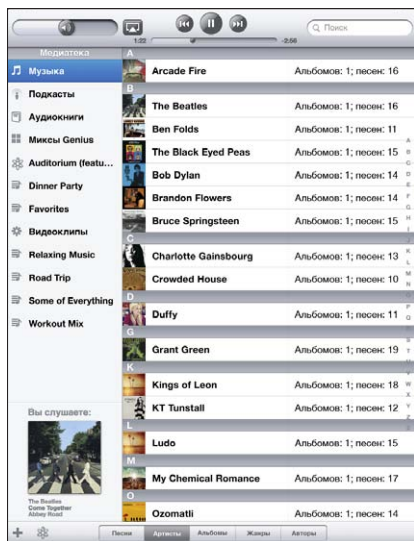 1:22
-2:56
Поиск
Медиатека
Музыка
Подкасты
Аудиокниги
Миксы Genius
Auditorium (featu...
Dinner Party
Favorites
Видеоклипы
Relaxing Music
Road Trip
Some of Everything
Workout Mix
Вы слушаете:
The Beatles
Come Together
Abbey Road
A
Arcade Fire Альбомов: 1; песен: 16
B
The Beatles Альбомов: 1; песен: 16
Ben Folds Альбомов: 1; песен: 11
The Black Eyed Peas Альбомов: 1; песен: 15
Bob Dylan Альбомов: 1; песен: 14
Brandon Flowers Альбомов: 1; песен: 14
Bruce Springsteen Альбомов: 1; песен: 15
C
Charlotte Gainsbourg Альбомов: 1; песен: 13
Crowded House Альбомов: 1; песен: 10
D
Duffy Альбомов: 1; песен: 11
G
Grant Green Альбомов: 1; песен: 19
K
Kings of Leon Альбомов: 1; песен: 18
KT Tunstall Альбомов: 1; песен: 12
L
Ludo Альбомов: 1; песен: 15
M
My Chemical Romance Альбомов: 1; песен: 17
O
Ozomatli Альбомов: 1; песен: 14
Песни Артисты Альбомы Жанры Авторы